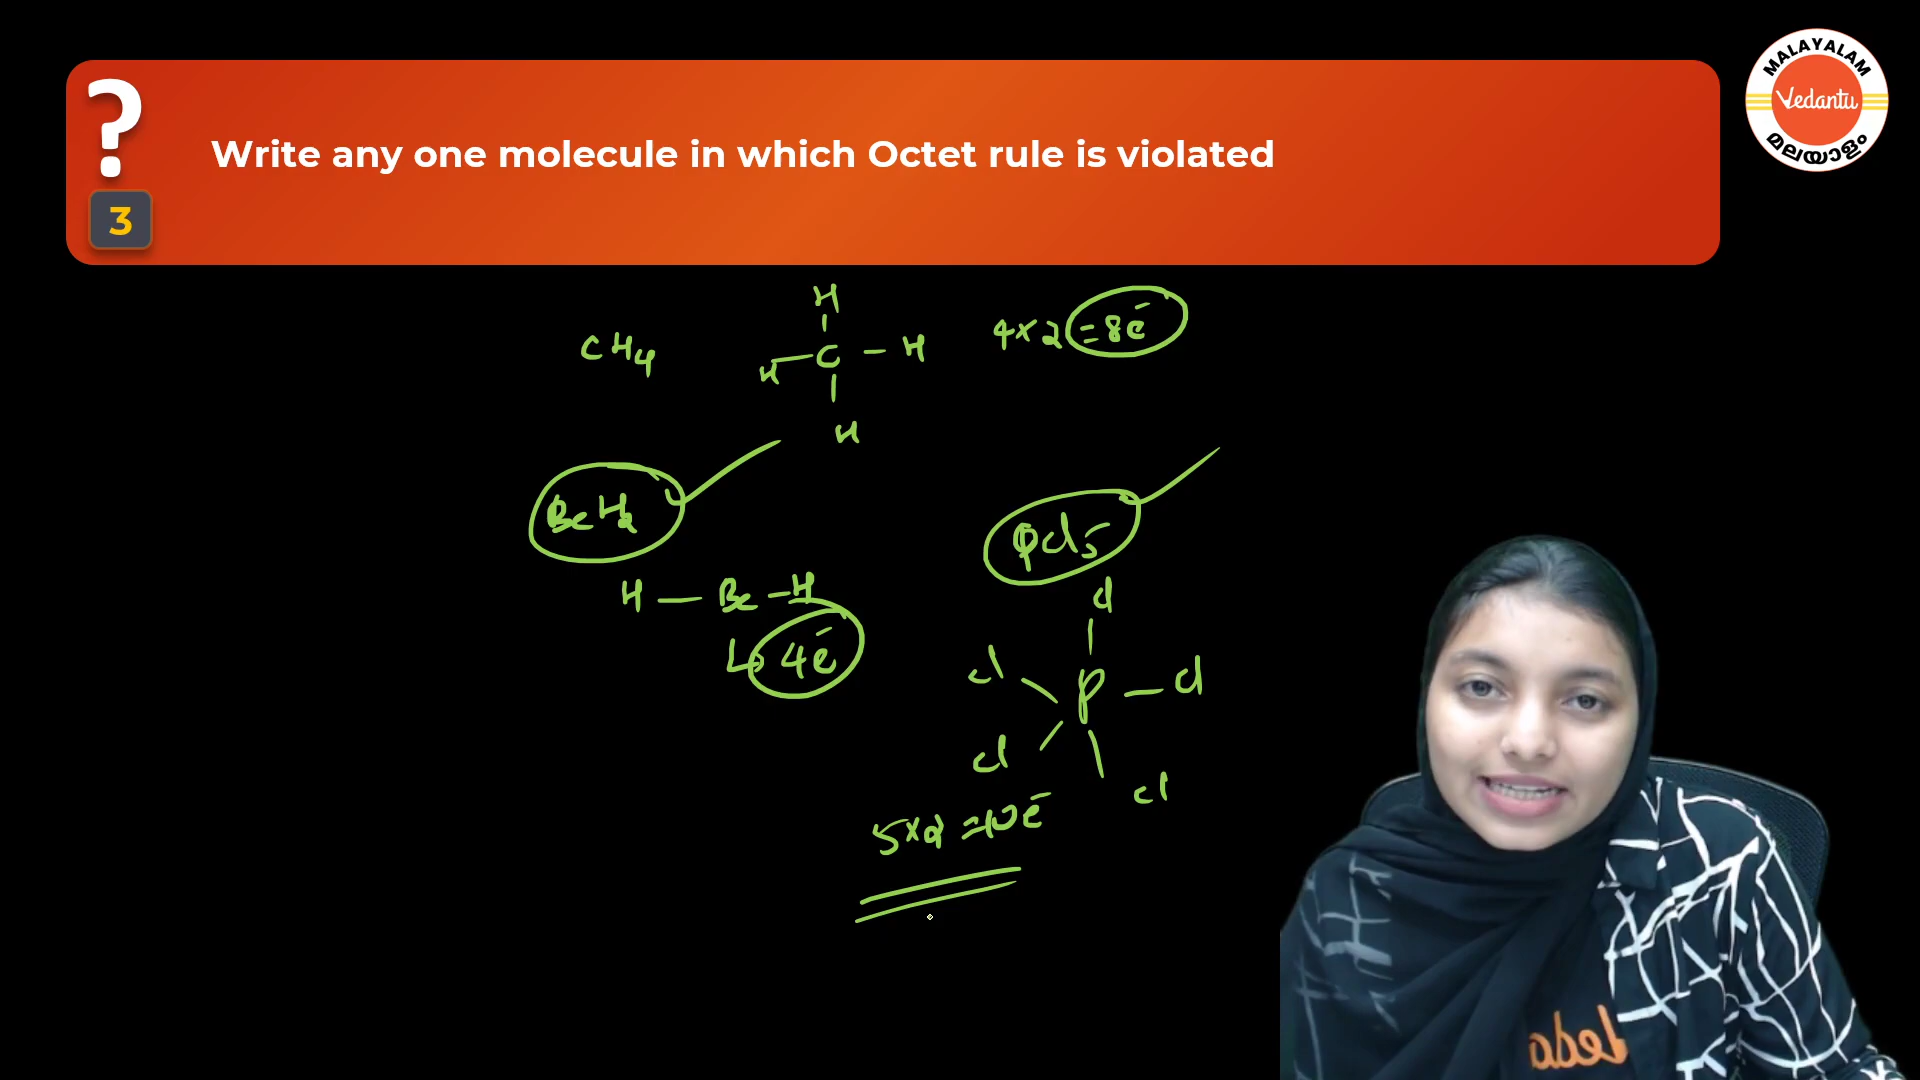 MALAYALAM
Vedantu
മലയാളം
?
Write any one molecule in which Octet rule is violated
3
H
CH4
H C H
4×2 = 8e⁻
H
BeH2
PCl5
H — Be — H
Cl
↳ 4e⁻
Cl P Cl
Cl
Cl
5×2 = 10e⁻
Veda